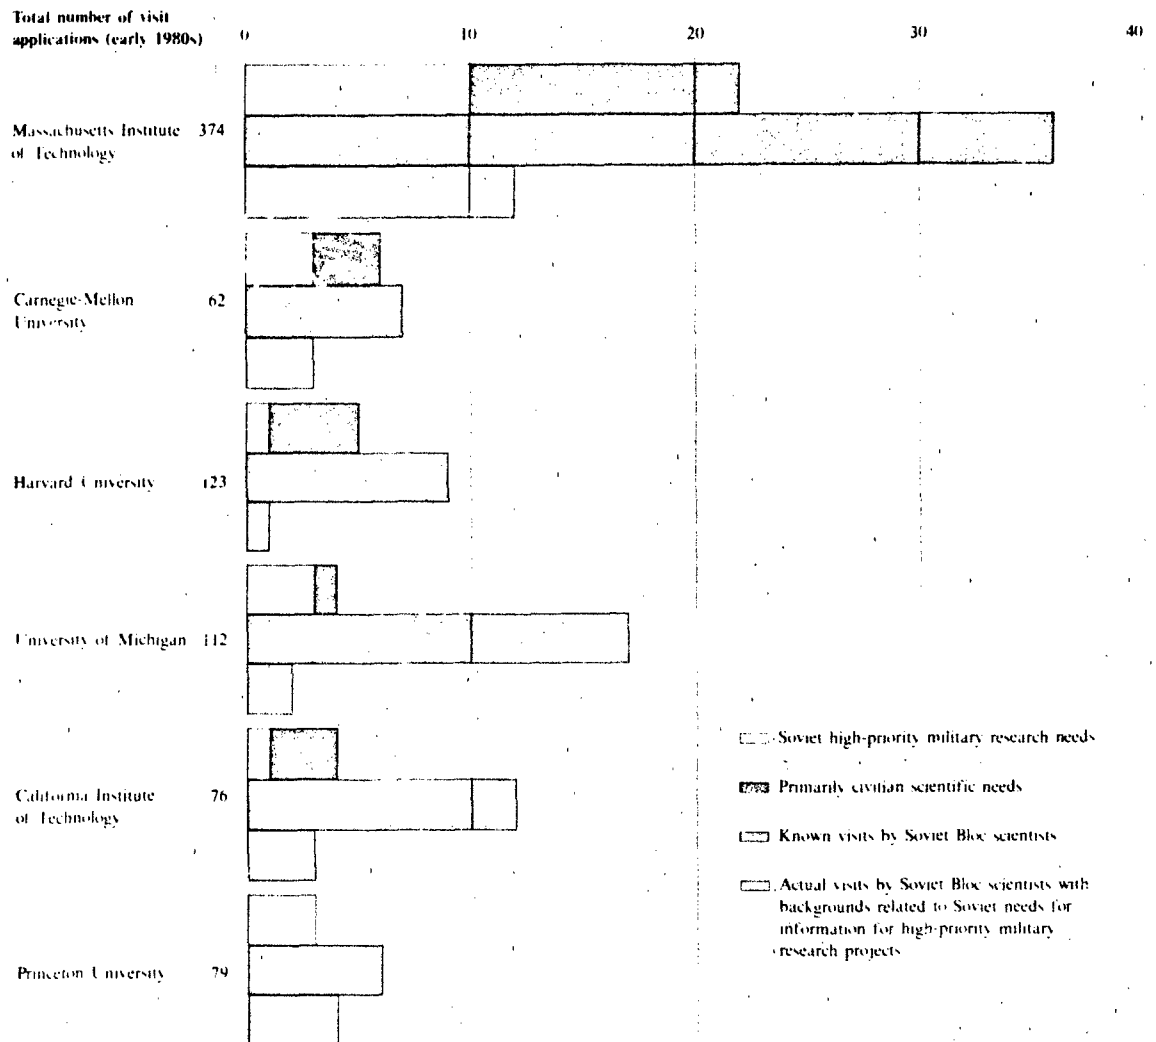 Total number of visit
applications (early 1980s)
0 10 20 30 40
Massachusetts Institute 374
of Technology
Carnegie-Mellon 62
University
Harvard University 123
University of Michigan 112
California Institute 76
of Technology
Princeton University 79
Soviet high-priority military research needs
Primarily civilian scientific needs
Known visits by Soviet Bloc scientists
Actual visits by Soviet Bloc scientists with
backgrounds related to Soviet needs for
information for high-priority military
research projects